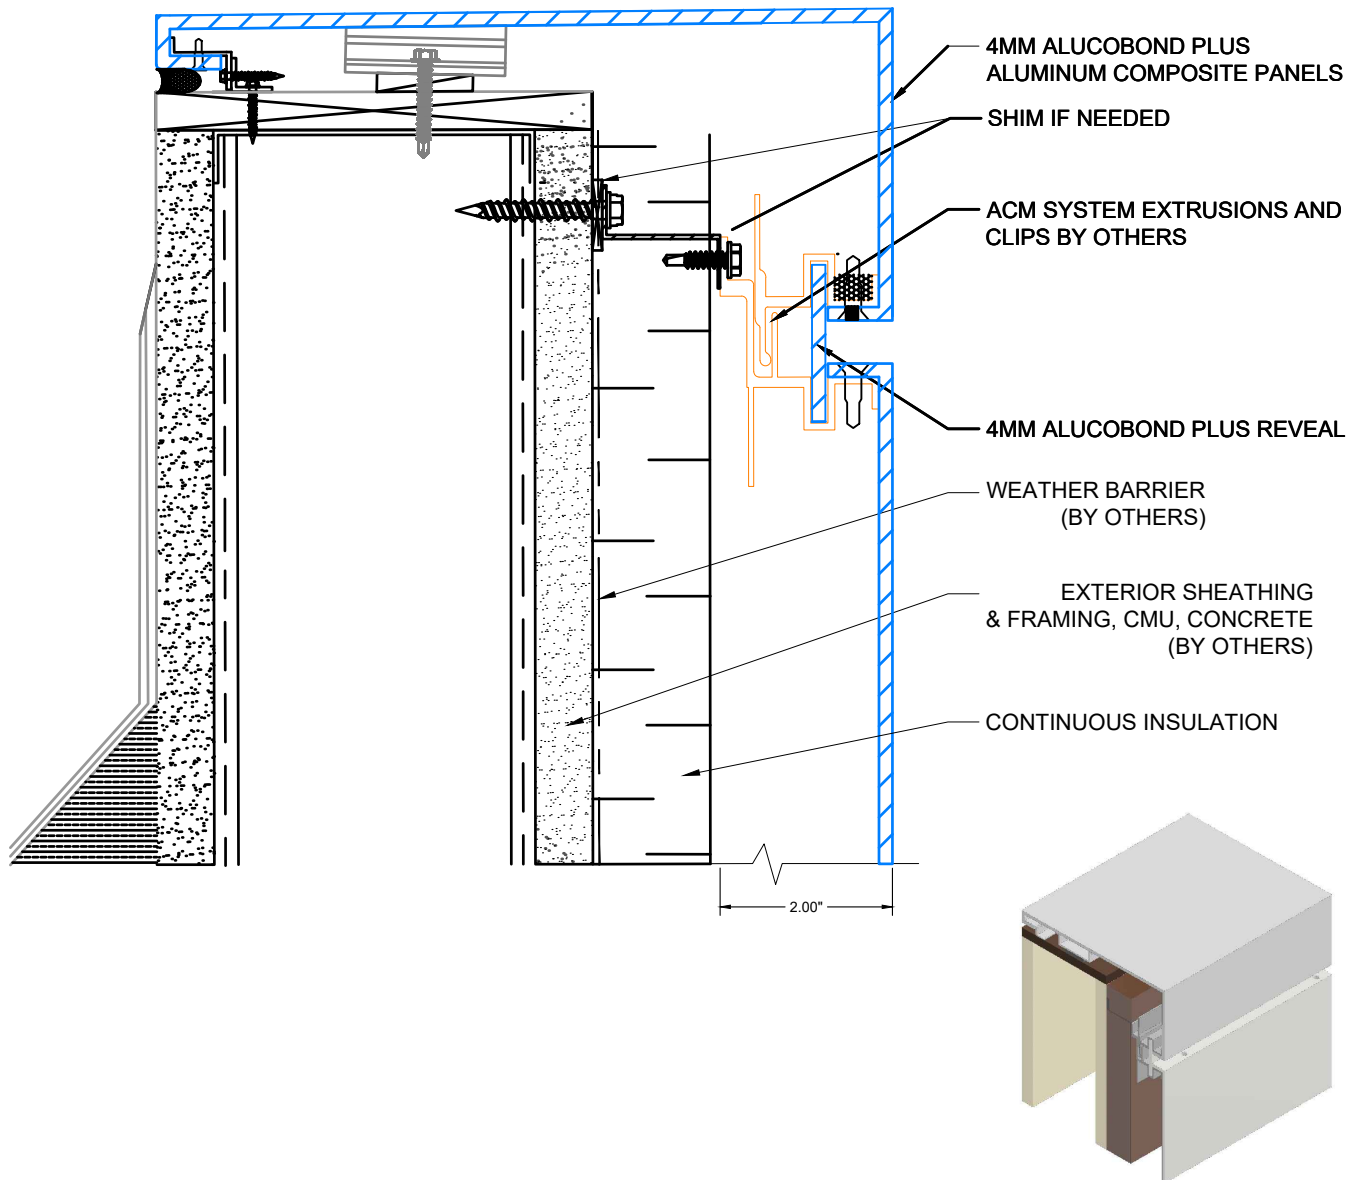 4MM ALUCOBOND PLUS
ALUMINUM COMPOSITE PANELS
SHIM IF NEEDED
ACM SYSTEM EXTRUSIONS AND
CLIPS BY OTHERS
4MM ALUCOBOND PLUS REVEAL
WEATHER BARRIER
(BY OTHERS)
EXTERIOR SHEATHING
& FRAMING, CMU, CONCRETE
(BY OTHERS)
CONTINUOUS INSULATION
2.00"